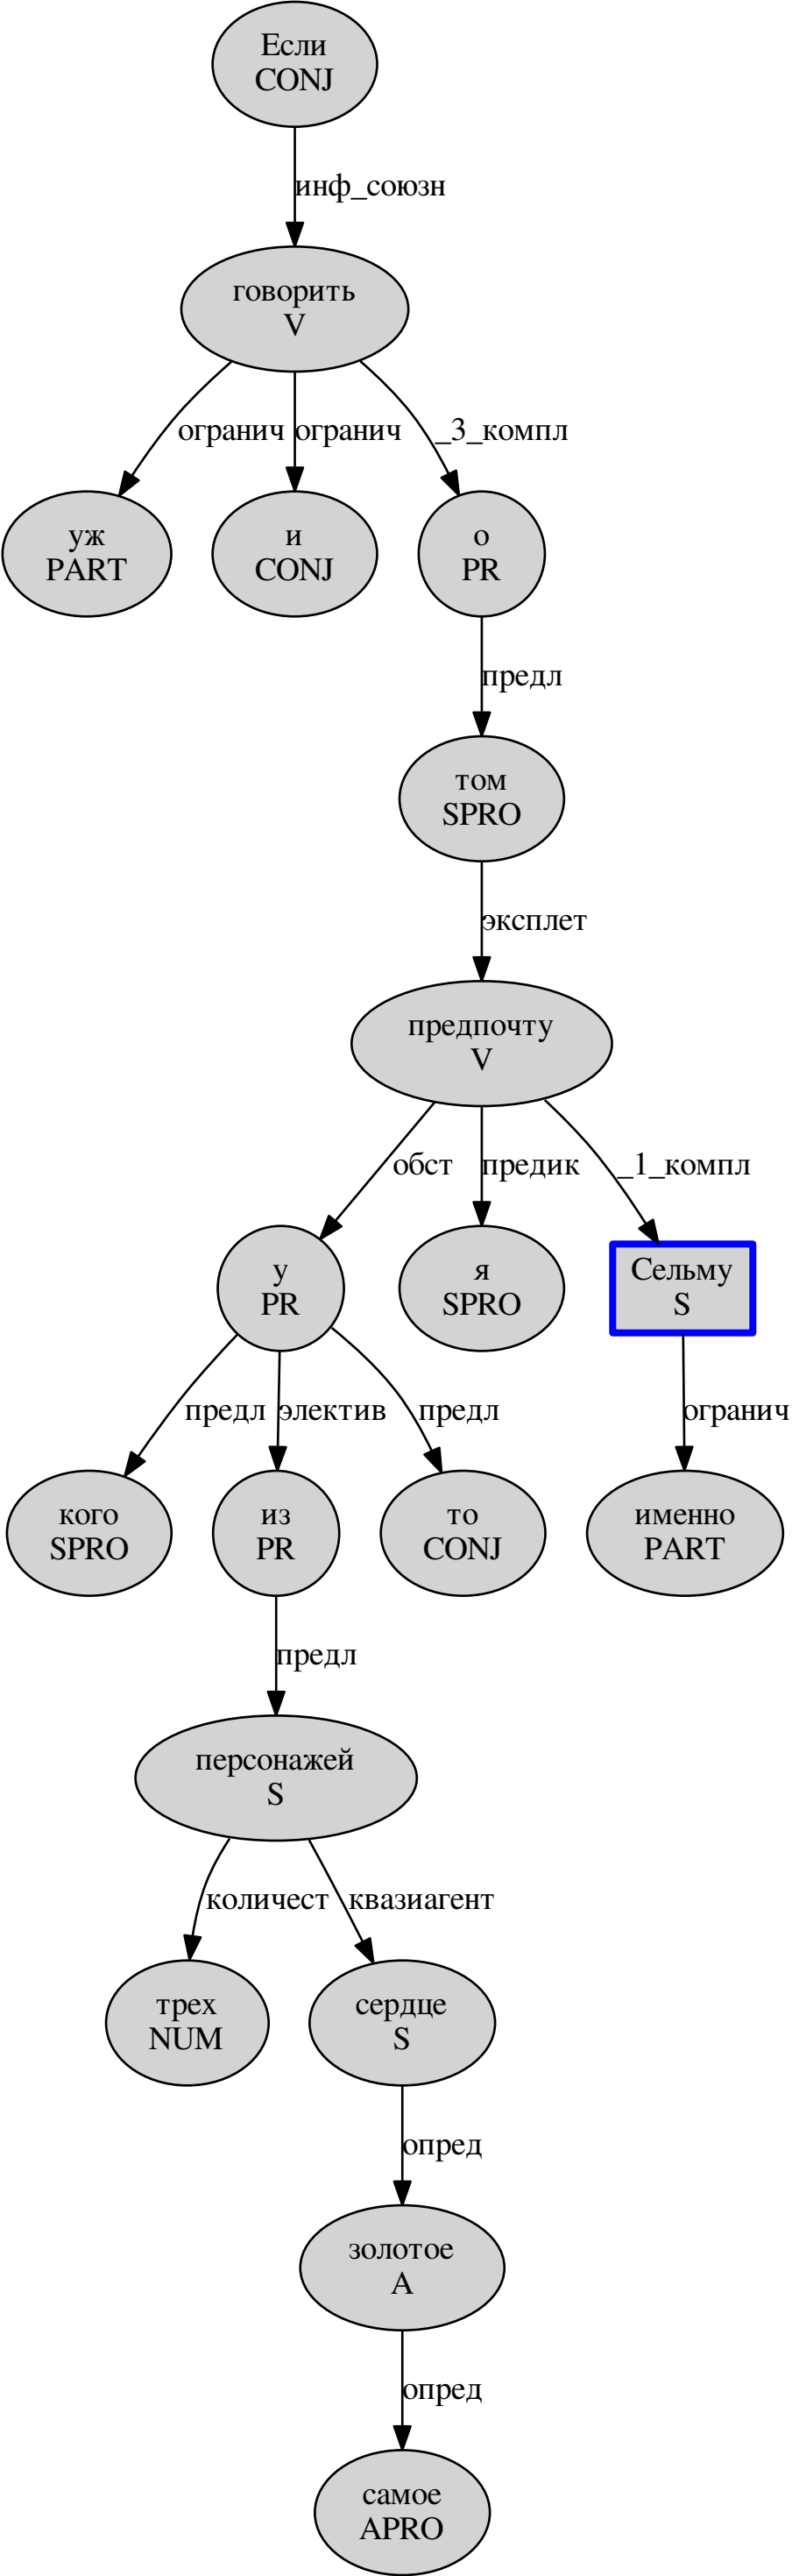 Если
CONJ
инф_союзн
говорить
V
огранич огранич _3_компл
уж
PART
и
CONJ
о
PR
предл
том
SPRO
эксплет
предпочту
V
обст предик _1_компл
у
PR
я
SPRO
Сельму
S
предл электив предл огранич
кого
SPRO
из
PR
то
CONJ
именно
PART
предл
персонажей
S
количест квазиагент
трех
NUM
сердце
S
опред
золотое
A
опред
самое
APRO